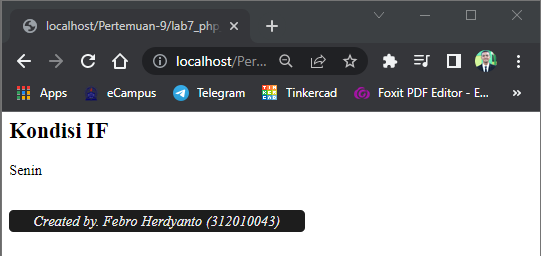 localhost/Pertemuan-9/lab7_php
localhost/Per...
Apps eCampus Telegram Tinkercad Foxit PDF Editor - E... »
Kondisi IF
Senin
Created by. Febro Herdyanto (312010043)